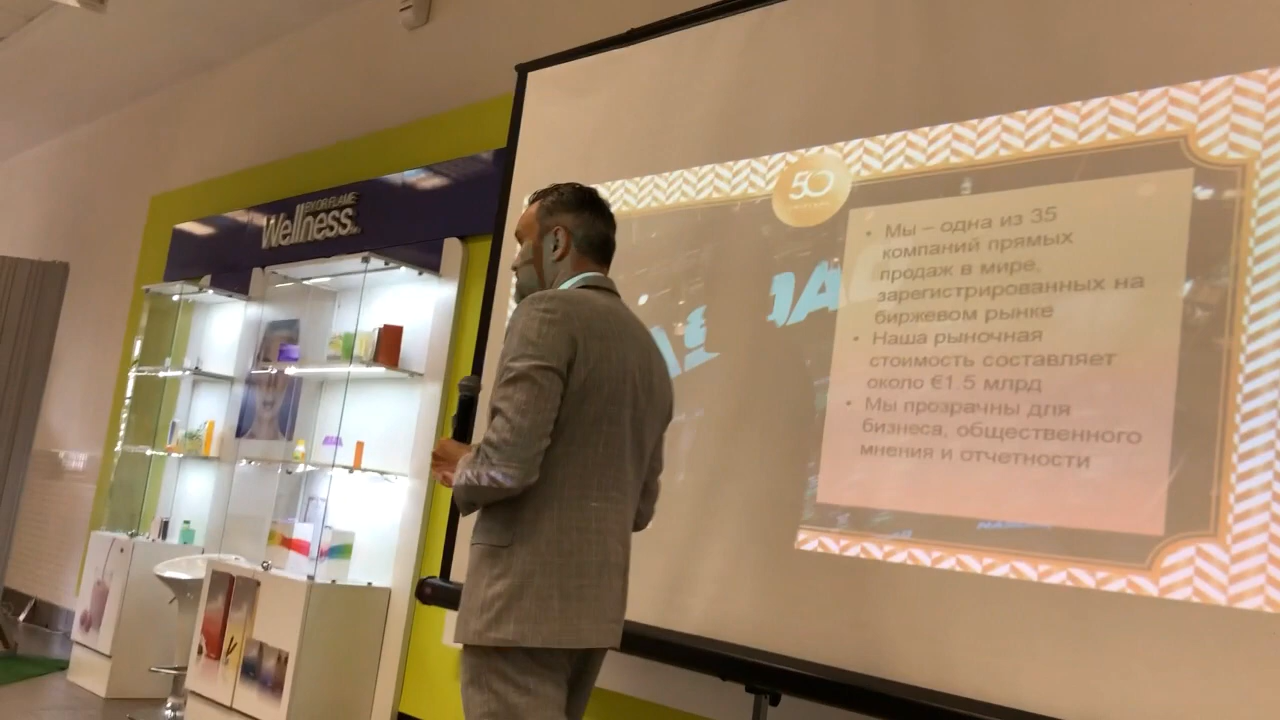 BY ORIFLAME
Wellness
50
• Мы – одна из 35
компаний прямых
продаж в мире,
зарегистрированных на
биржевом рынке
• Наша рыночная
стоимость составляет
около €1.5 млрд
• Мы прозрачны для
бизнеса, общественного
мнения и отчетности